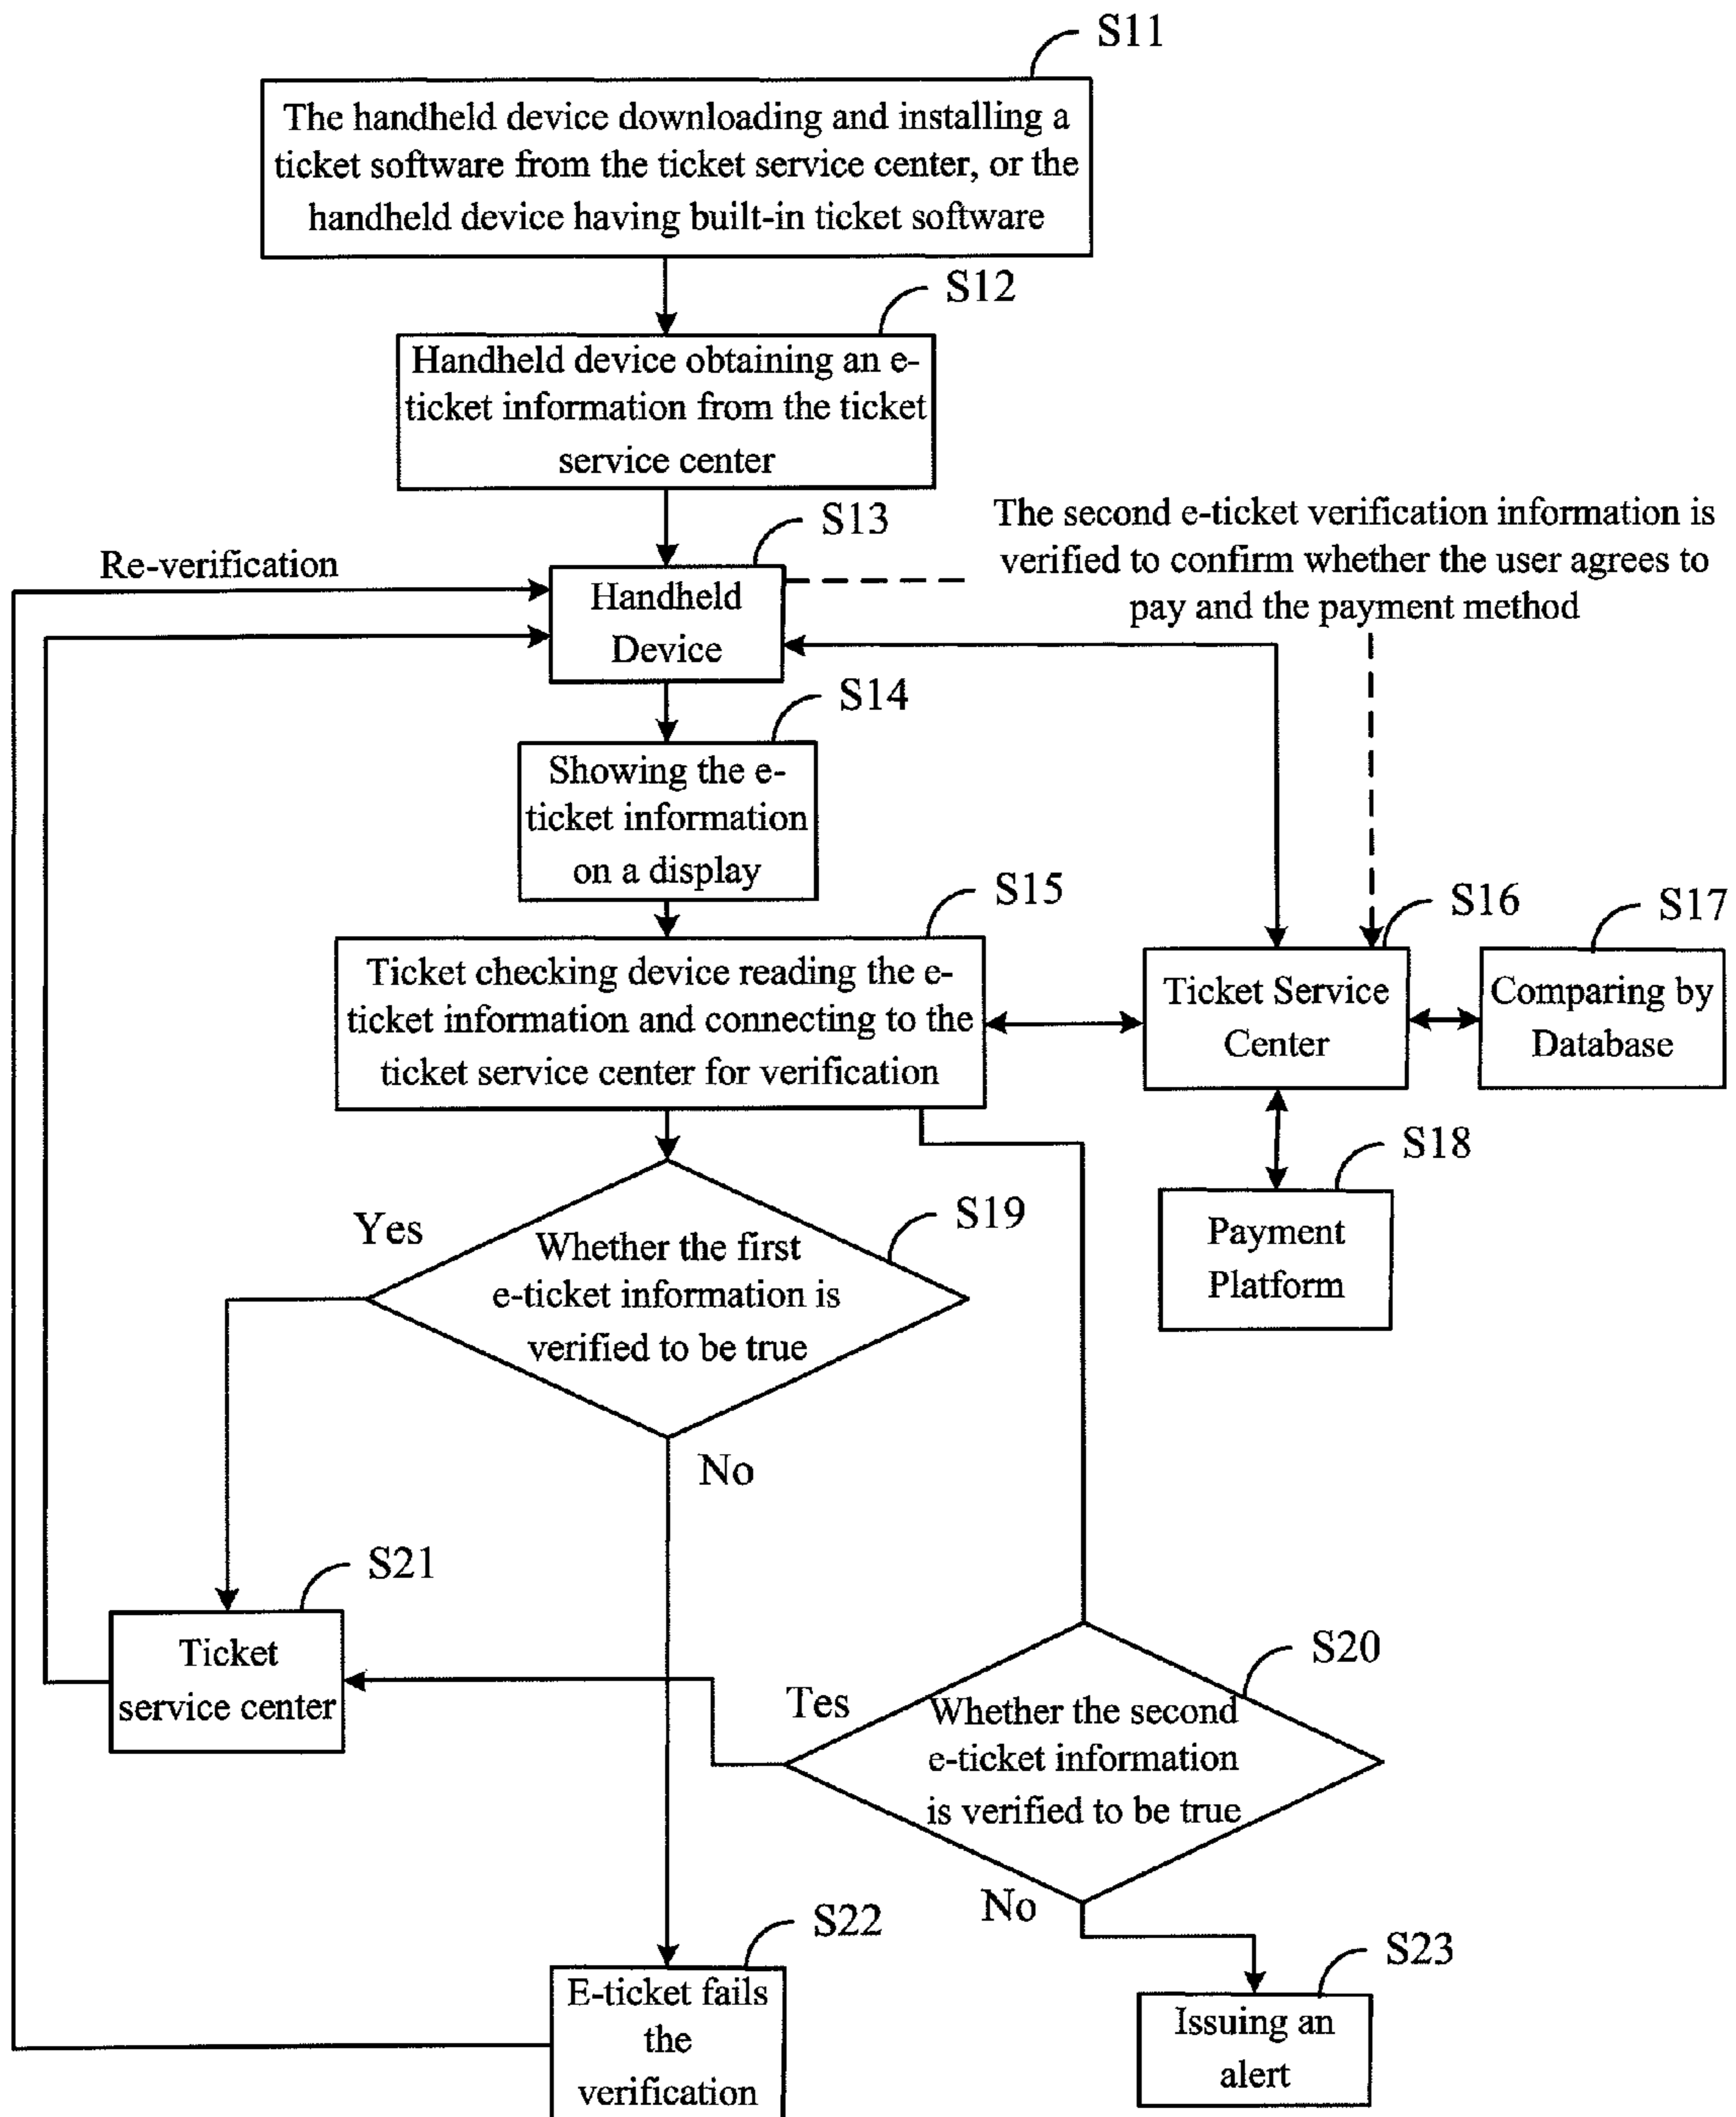 S11
The handheld device downloading and installing a
ticket software from the ticket service center, or the
handheld device having built-in ticket software
S12
Handheld device obtaining an e-
ticket information from the ticket
service center
S13
The second e-ticket verification information is
verified to confirm whether the user agrees to
pay and the payment method
Re-verification
Handheld
Device
S14
Showing the e-
ticket information
on a display
S15
Ticket checking device reading the e-
ticket information and connecting to the
ticket service center for verification
S16
Ticket Service
Center
S17
Comparing by
Database
S18
Payment
Platform
S19
Yes
Whether the first
e-ticket information is
verified to be true
No
S21
Ticket
service center
S20
Tes
Whether the second
e-ticket information
is verified to be true
No
S22
E-ticket fails
the
verification
S23
Issuing an
alert